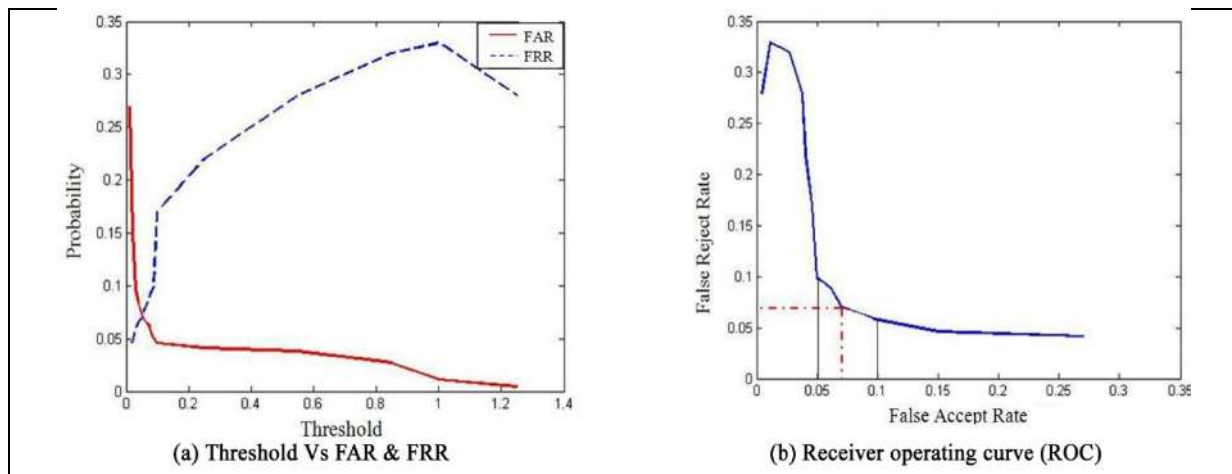 0.35
0.3
0.25
0.2
0.15
0.1
0.05
0
Probability
FAR
FRR
0 0.2 0.4 0.6 0.8 1 1.2 1.4
Threshold
(a) Threshold Vs FAR & FRR
0.35
0.3
0.25
0.2
0.15
0.1
0.05
0
False Reject Rate
0 0.05 0.1 0.15 0.2 0.25 0.3 0.35
False Accept Rate
(b) Receiver operating curve (ROC)